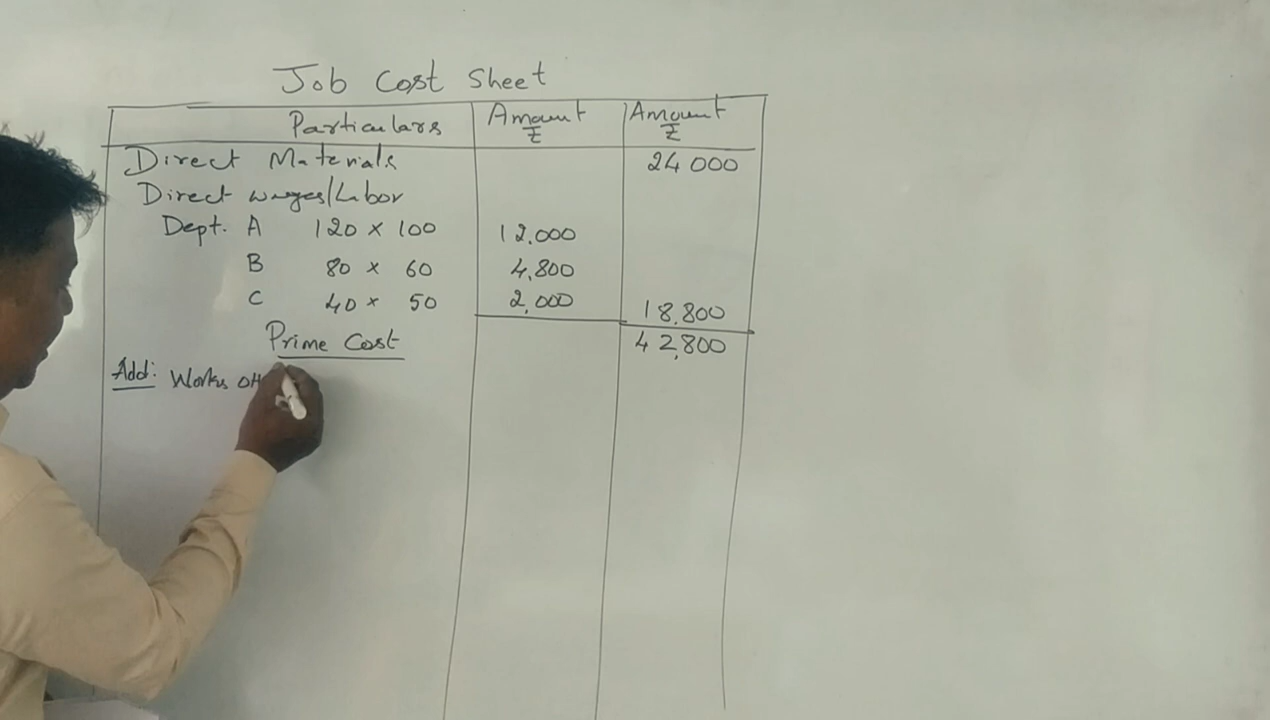 Job Cost Sheet
Particulars Amount ₹ Amount ₹
Direct Materials 24 000
Direct wages/Labor
Dept. A 120 × 100 12,000
B 80 × 60 4,800
C 40 × 50 2,000 18,800
Prime Cost 42,800
Add: Works OH